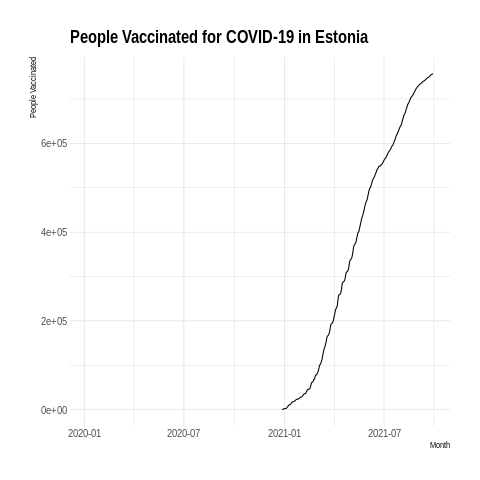 People Vaccinated for COVID-19 in Estonia
People Vaccinated
6e+05
4e+05
2e+05
0e+00
2020-01 2020-07 2021-01 2021-07
Month